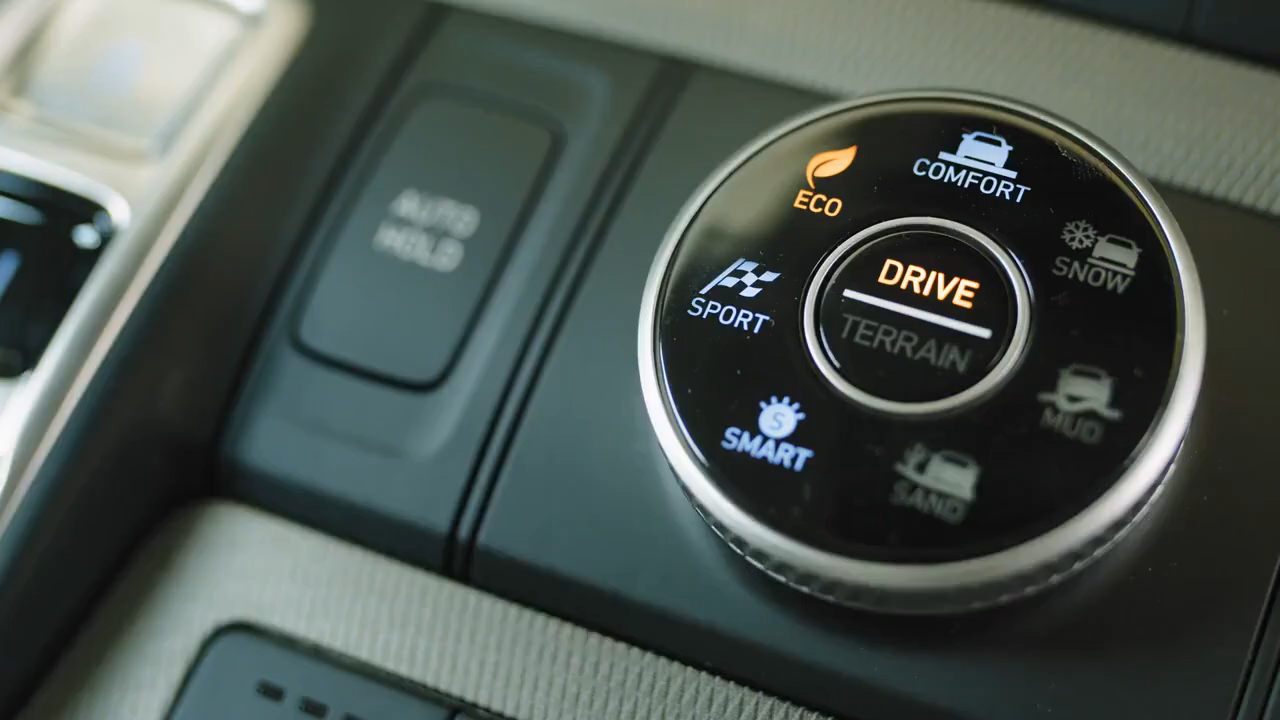 AUTO
HOLD
COMFORT
ECO
SNOW
DRIVE
TERRAIN
SPORT
MUD
S
SMART
SAND